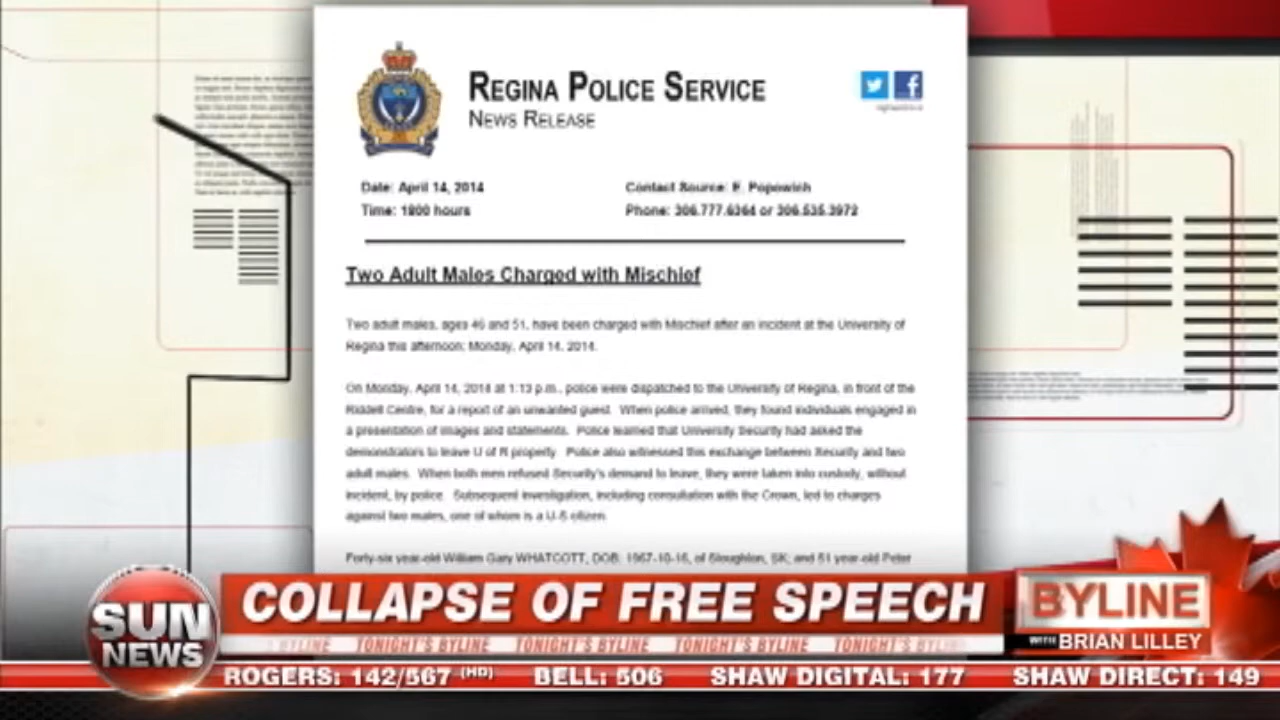 REGINA POLICE SERVICE
NEWS RELEASE
Date: April 14, 2014
Contact Source: E. Popowich
Time: 1800 hours
Phone: 306.777.6364 or 306.535.3972
Two Adult Males Charged with Mischief
Two adult males, ages 46 and 51, have been charged with Mischief after an incident at the University of
Regina this afternoon; Monday, April 14, 2014.
On Monday, April 14, 2014 at 1:13 p.m., police were dispatched to the University of Regina, in front of the
Riddell Centre, for a report of an unwanted guest. When police arrived, they found individuals engaged in
a presentation of images and statements. Police learned that University Security had asked the
demonstrators to leave U of R property. Police also witnessed this exchange between Security and two
adult males. When both men refused Security's demand to leave, they were taken into custody, without
incident, by police. Subsequent investigation, including consultation with the Crown, led to charges
against two males, one of whom is a U-S citizen.
Forty-six year-old William Gary WHATCOTT, DOB: 1967-10-16, of Stoughton, SK; and 51 year-old Peter
SUN
NEWS
COLLAPSE OF FREE SPEECH
BYLINE
WITH BRIAN LILLEY
BYLINE TONIGHT'S BYLINE TONIGHT'S BYLINE TONIGHT'S BYLINE TONIGHT'S BYLINE
ROGERS: 142/567 (HD) BELL: 506 SHAW DIGITAL: 177 SHAW DIRECT: 149